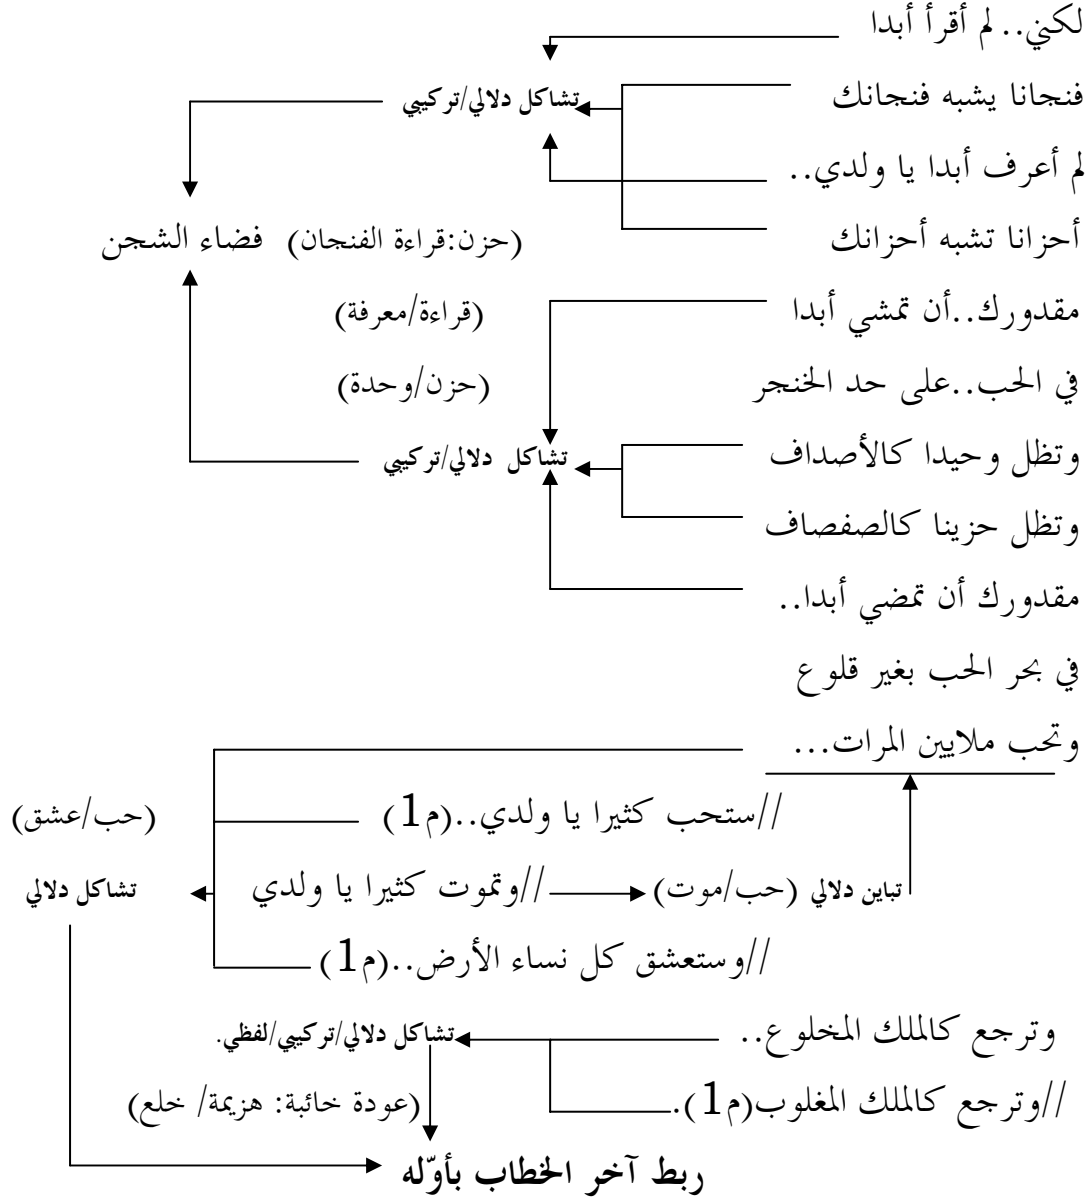 لكني.. لم أقرأ أبدا
تشاكل دلالي/تركيبي
فنجانا يشبه فنجانك
لم أعرف أبدا يا ولدي..
أحزانا تشبه أحزانك
(حزن:قراءة الفنجان) فضاء الشجن
مقدورك..أن تمشي أبدا
(قراءة/معرفة)
في الحب..على حد الخنجر
(حزن/وحدة)
وتظل وحيدا كالأصداف
تشاكل دلالي/تركيبي
وتظل حزينا كالصفصاف
مقدورك أن تمضي أبدا..
في بحر الحب بغير قلوع
وتحب ملايين المرات...
//ستحب كثيرا يا ولدي..(م1)
(حب/عشق)
تباين دلالي (حب/موت)
//وتموت كثيرا يا ولدي
تشاكل دلالي
//وستعشق كل نساء الأرض..(م1)
وترجع كالملك المخلوع..
تشاكل دلالي/تركيبي/لفظي.
//وترجع كالملك المغلوب(م1).
(عودة خائبة: هزيمة/ خلع)
ربط آخر الخطاب بأوّله